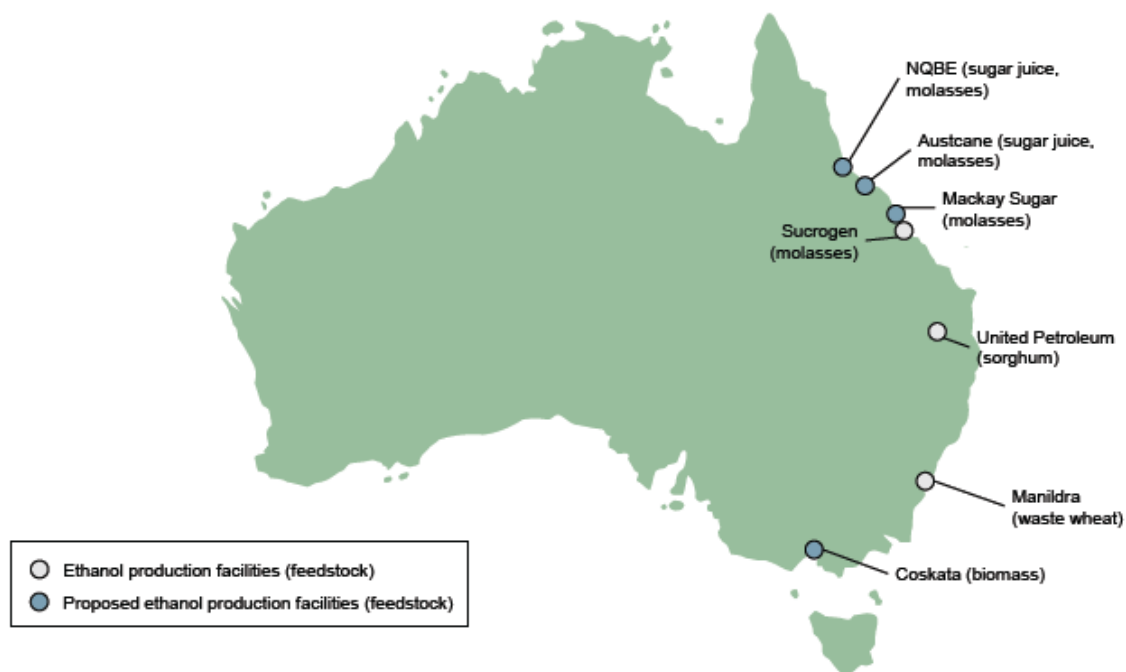 NQBE (sugar juice,
molasses)
Austcane (sugar juice,
molasses)
Mackay Sugar
(molasses)
Sucrogen
(molasses)
United Petroleum
(sorghum)
Manildra
(waste wheat)
Coskata (biomass)
Ethanol production facilities (feedstock)
Proposed ethanol production facilities (feedstock)